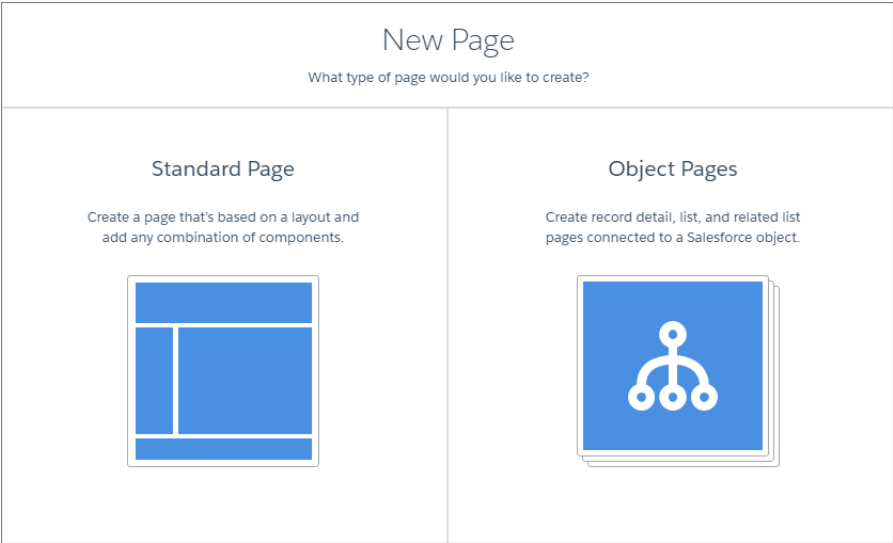 New Page
What type of page would you like to create?
Standard Page
Create a page that's based on a layout and
add any combination of components.
Object Pages
Create record detail, list, and related list
pages connected to a Salesforce object.